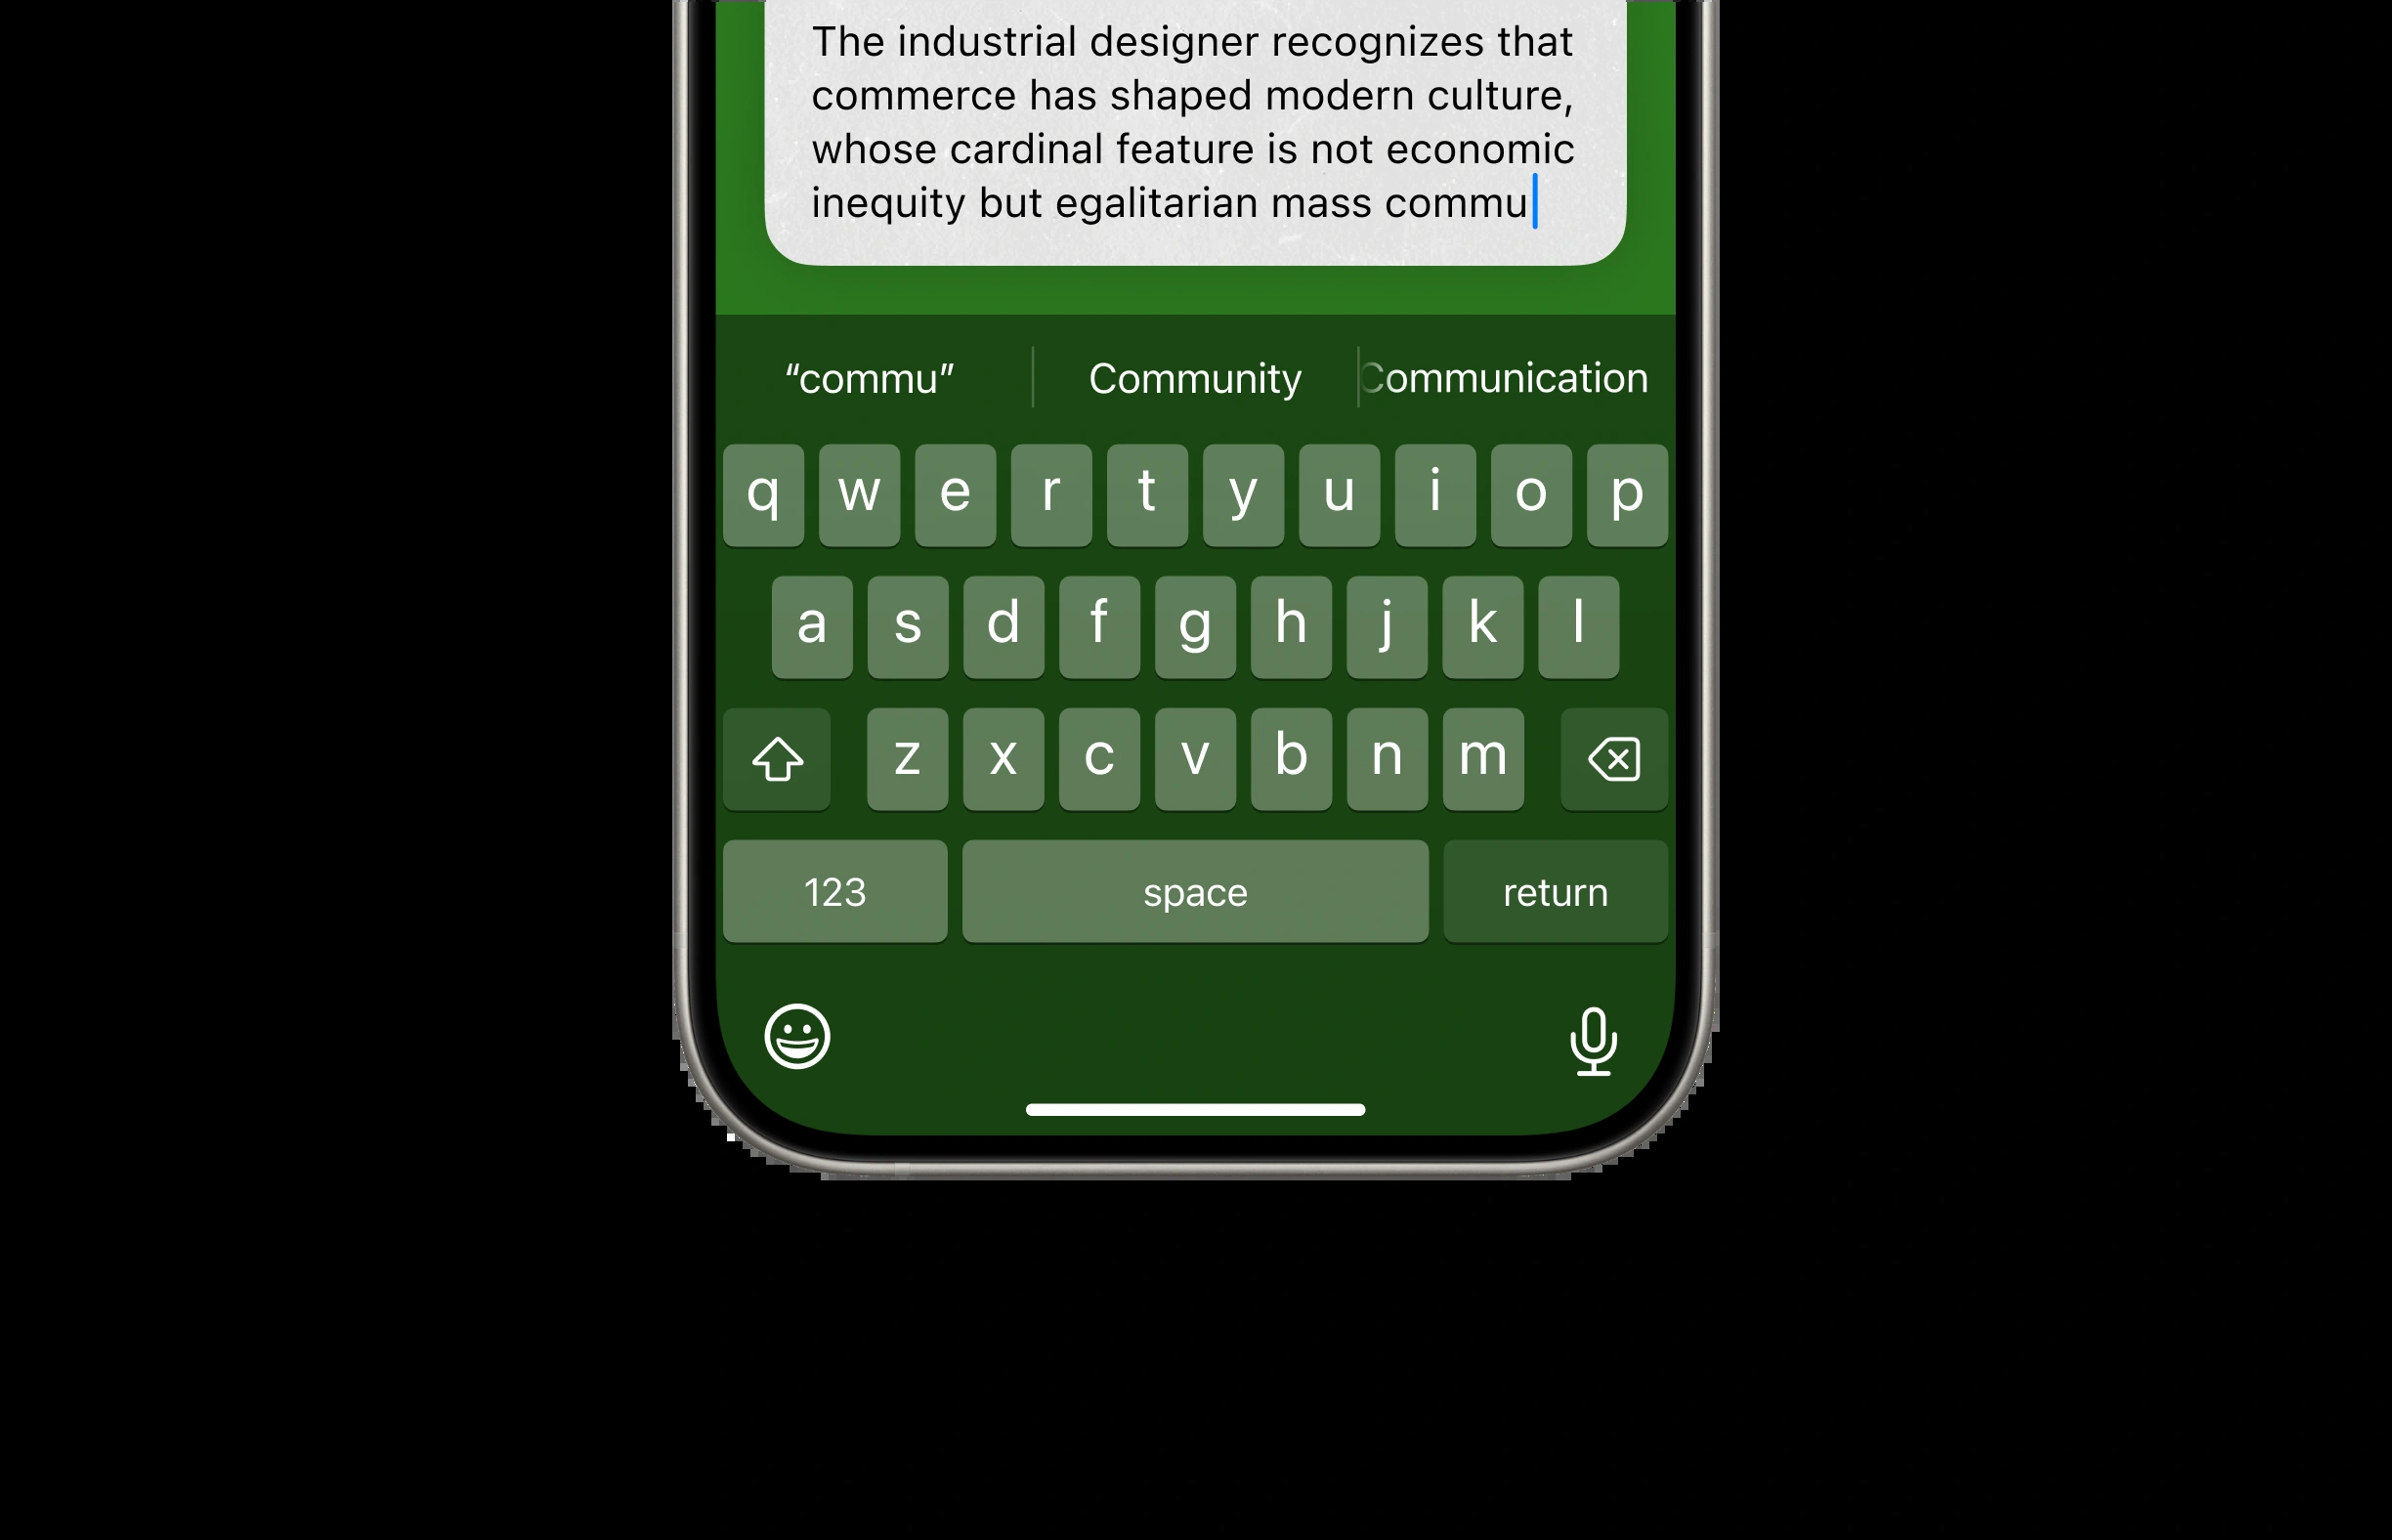 The industrial designer recognizes that
commerce has shaped modern culture,
whose cardinal feature is not economic
inequity but egalitarian mass commu
“commu” Community Communication
q w e r t y u i o p
a s d f g h j k l
z x c v b n m
123 space return